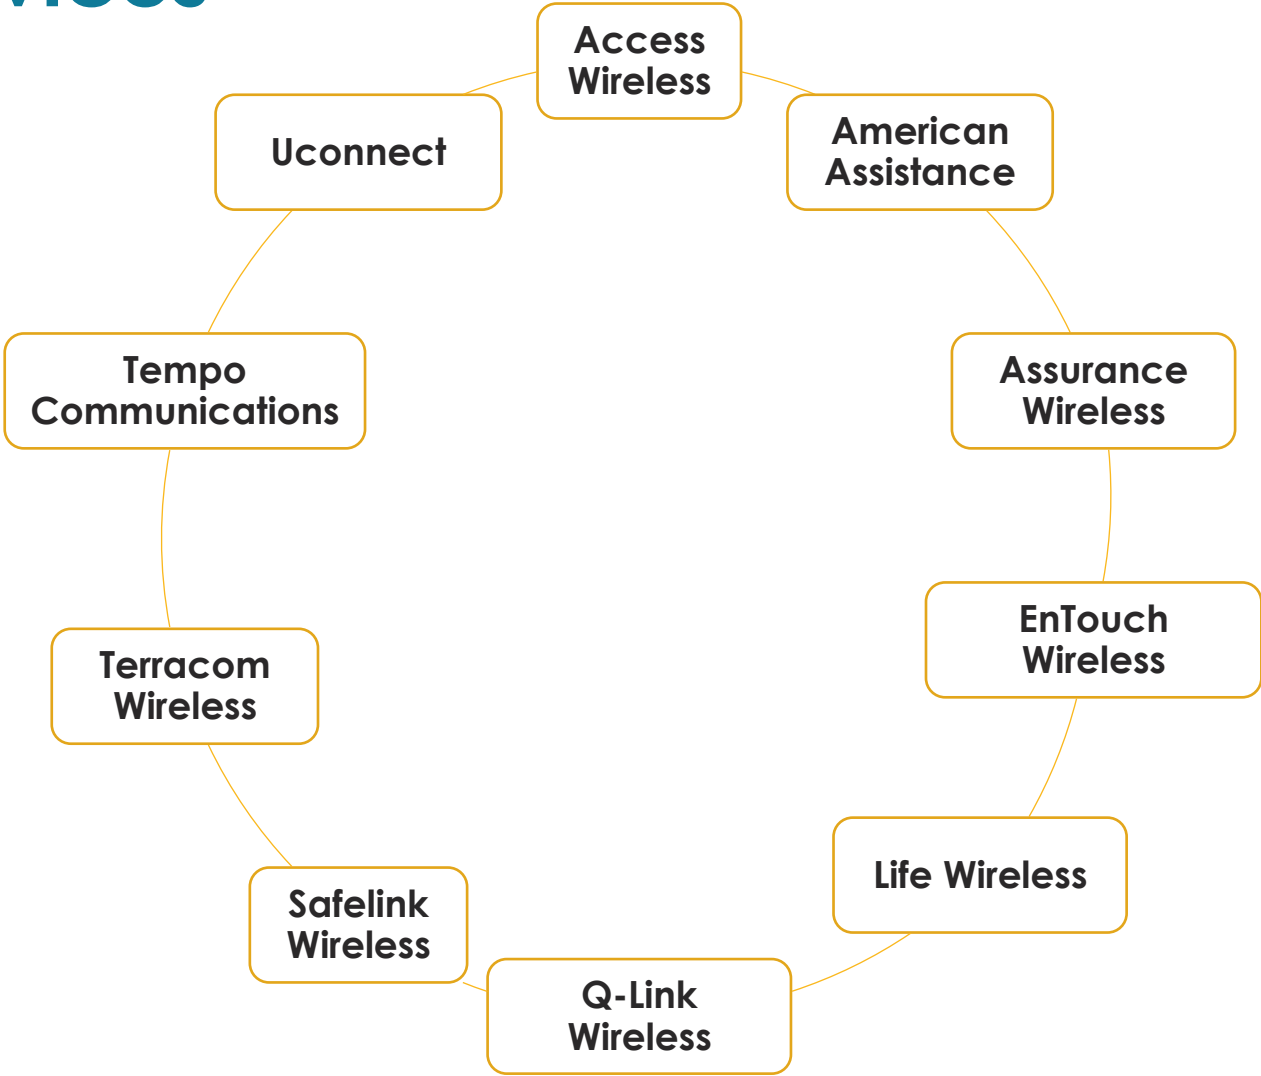 Access
Wireless
American
Assistance
Assurance
Wireless
EnTouch
Wireless
Life Wireless
Q-Link
Wireless
Safelink
Wireless
Terracom
Wireless
Tempo
Communications
Uconnect